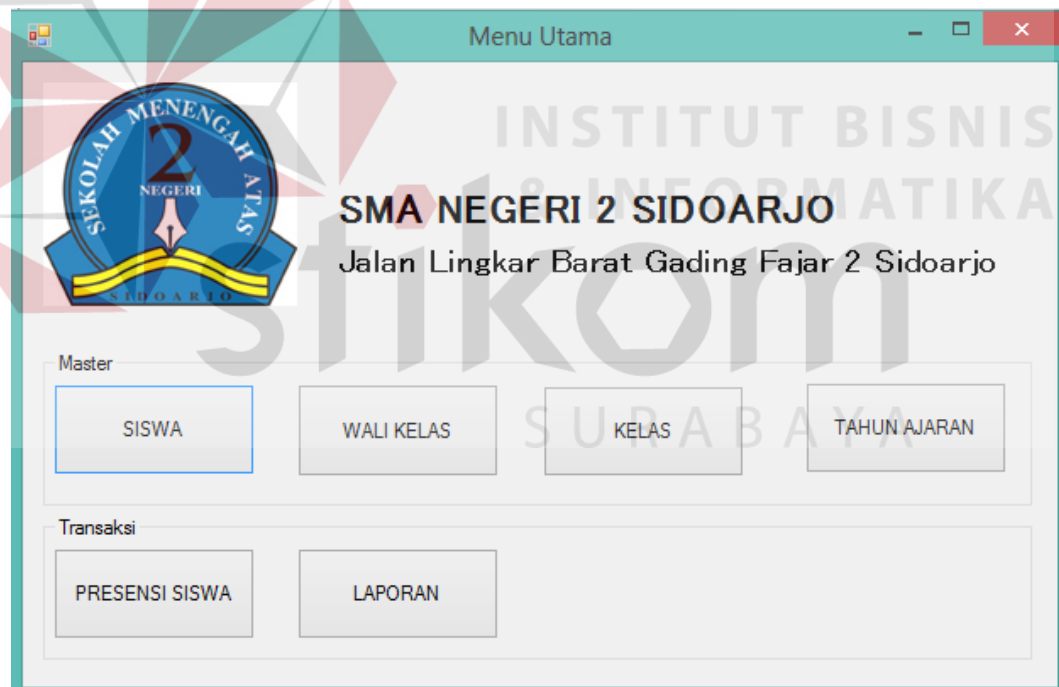 Menu Utama
SEKOLAH MENENGAH ATAS
2
NEGERI
SIDOARJO
INSTITUT BISNIS
& INFORMATIKA
stikom
SURABAYA
SMA NEGERI 2 SIDOARJO
Jalan Lingkar Barat Gading Fajar 2 Sidoarjo
Master
SISWA
WALI KELAS
KELAS
TAHUN AJARAN
Transaksi
PRESENSI SISWA
LAPORAN